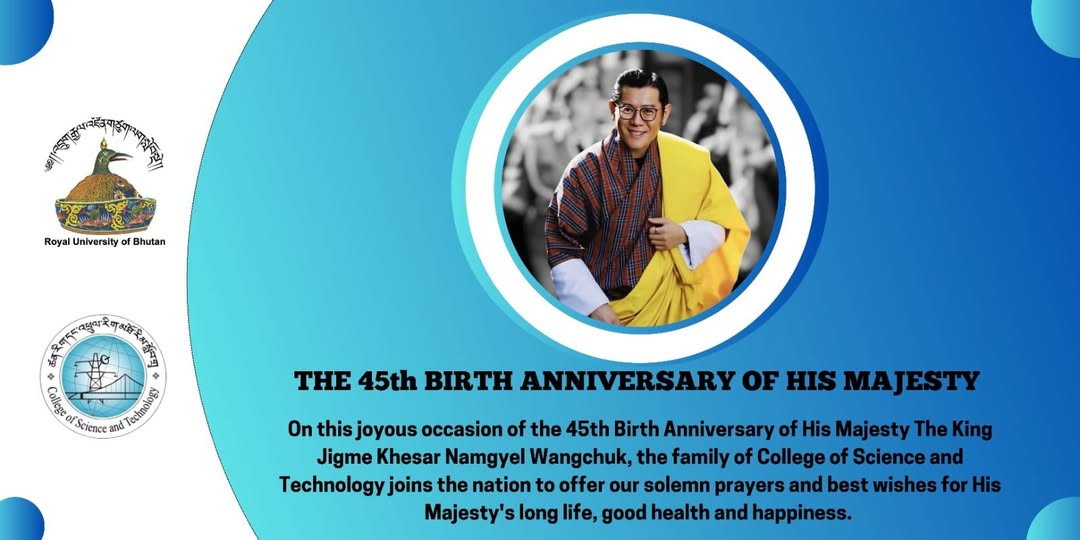 Royal University of Bhutan
College of Science and Technology
THE 45th BIRTH ANNIVERSARY OF HIS MAJESTY
On this joyous occasion of the 45th Birth Anniversary of His Majesty The King
Jigme Khesar Namgyel Wangchuk, the family of College of Science and
Technology joins the nation to offer our solemn prayers and best wishes for His
Majesty's long life, good health and happiness.